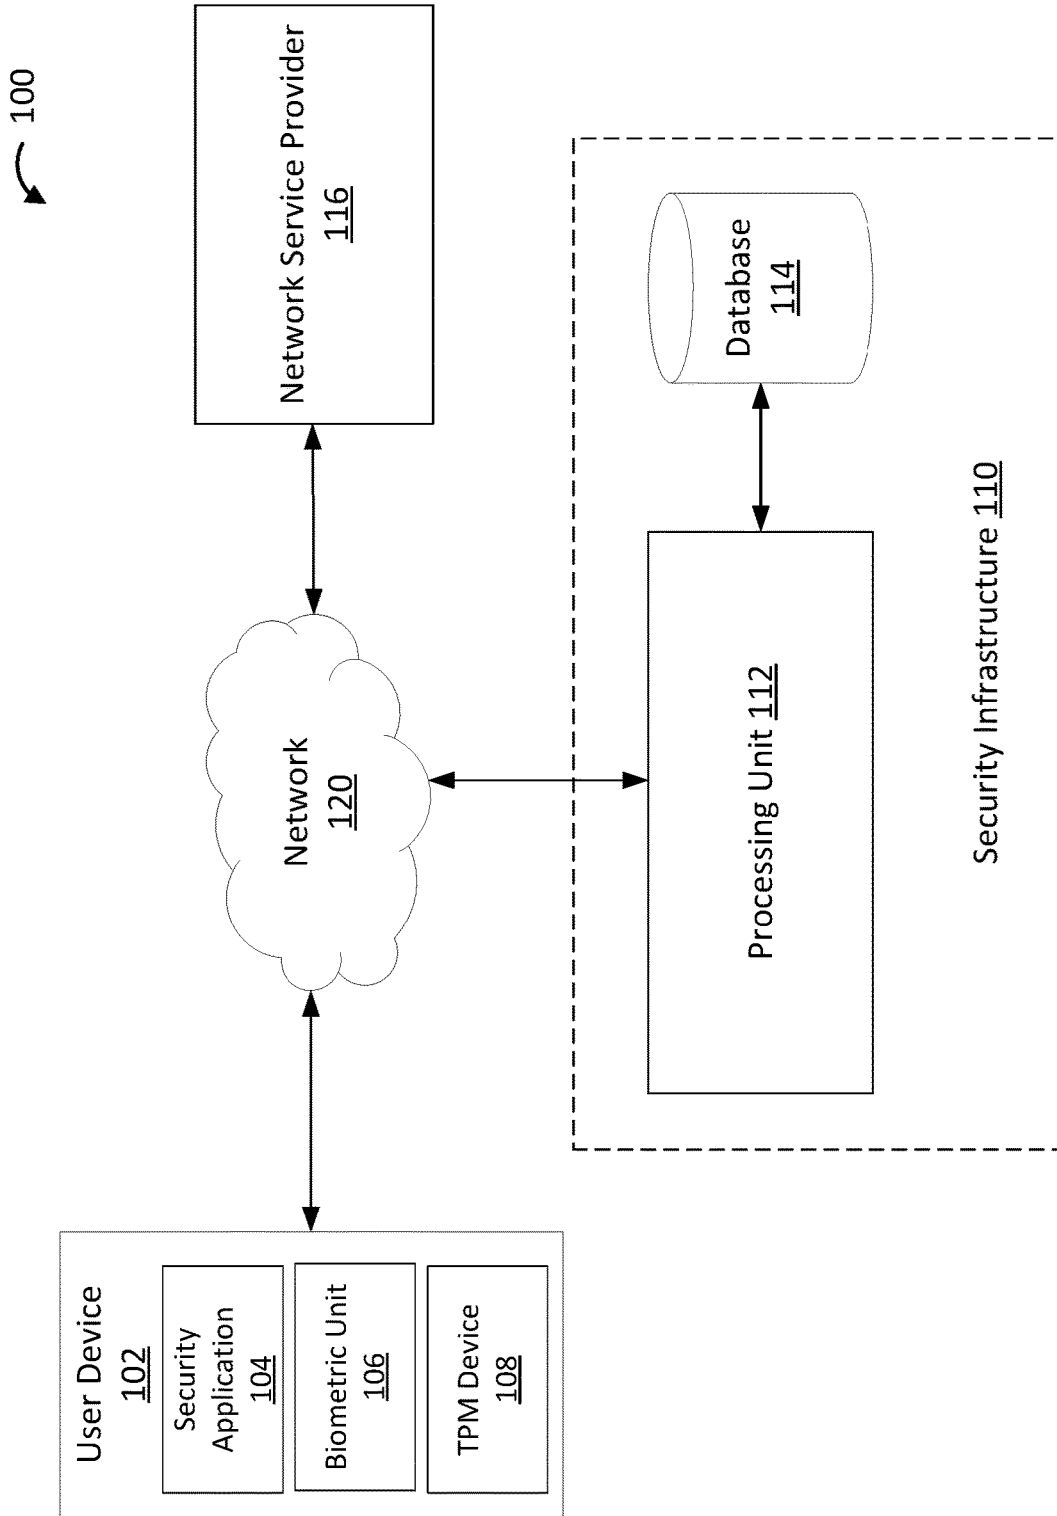 100
User Device
102
Security
Application
104
Biometric Unit
106
TPM Device
108
Network
120
Network Service Provider
116
Processing Unit 112
Database
114
Security Infrastructure 110